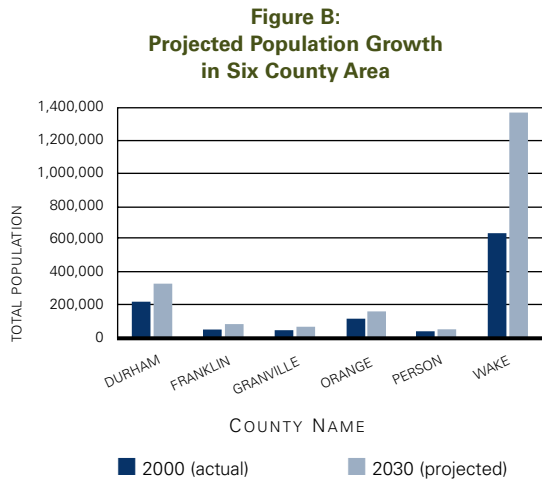 Figure B:
Projected Population Growth
in Six County Area
TOTAL POPULATION
1,400,000
1,200,000
1,000,000
800,000
600,000
400,000
200,000
0
DURHAM
FRANKLIN
GRANVILLE
ORANGE
PERSON
WAKE
COUNTY NAME
2000 (actual)
2030 (projected)